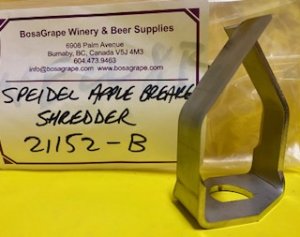 BosaGrape Winery & Beer Supplies
6908 Palm Avenue
Burnaby, BC, Canada V5J 4M3
604.473.9463
info@bosagrape.com www.bosagrape.com
SPEIDEL APPLE BREAKER
SHREDDER
21152-B